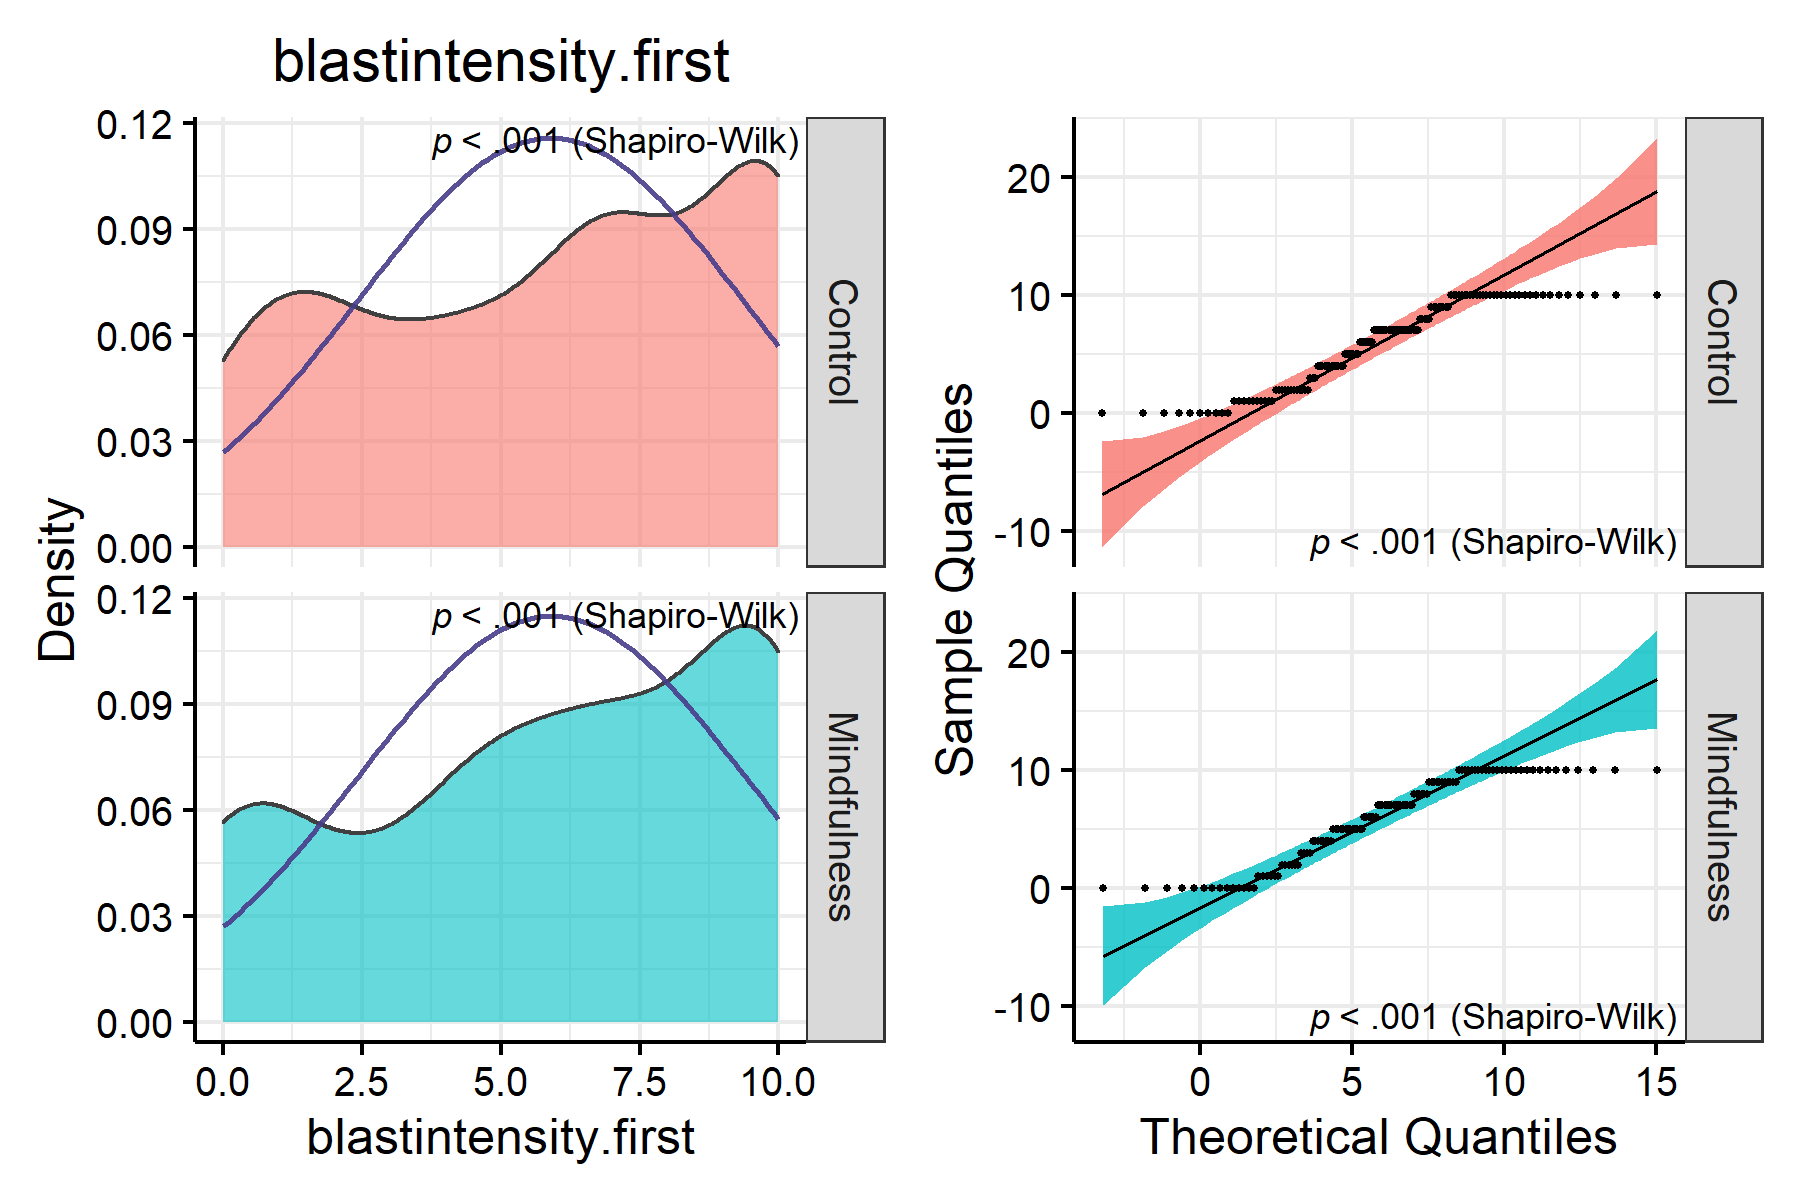 blastintensity.first
Density
0.12
0.09
0.06
0.03
0.00
p < .001 (Shapiro-Wilk)
Control
0.12
0.09
0.06
0.03
0.00
p < .001 (Shapiro-Wilk)
Mindfulness
0.0 2.5 5.0 7.5 10.0
blastintensity.first
Sample Quantiles
20
10
0
-10
p < .001 (Shapiro-Wilk)
Control
20
10
0
-10
p < .001 (Shapiro-Wilk)
Mindfulness
0 5 10 15
Theoretical Quantiles